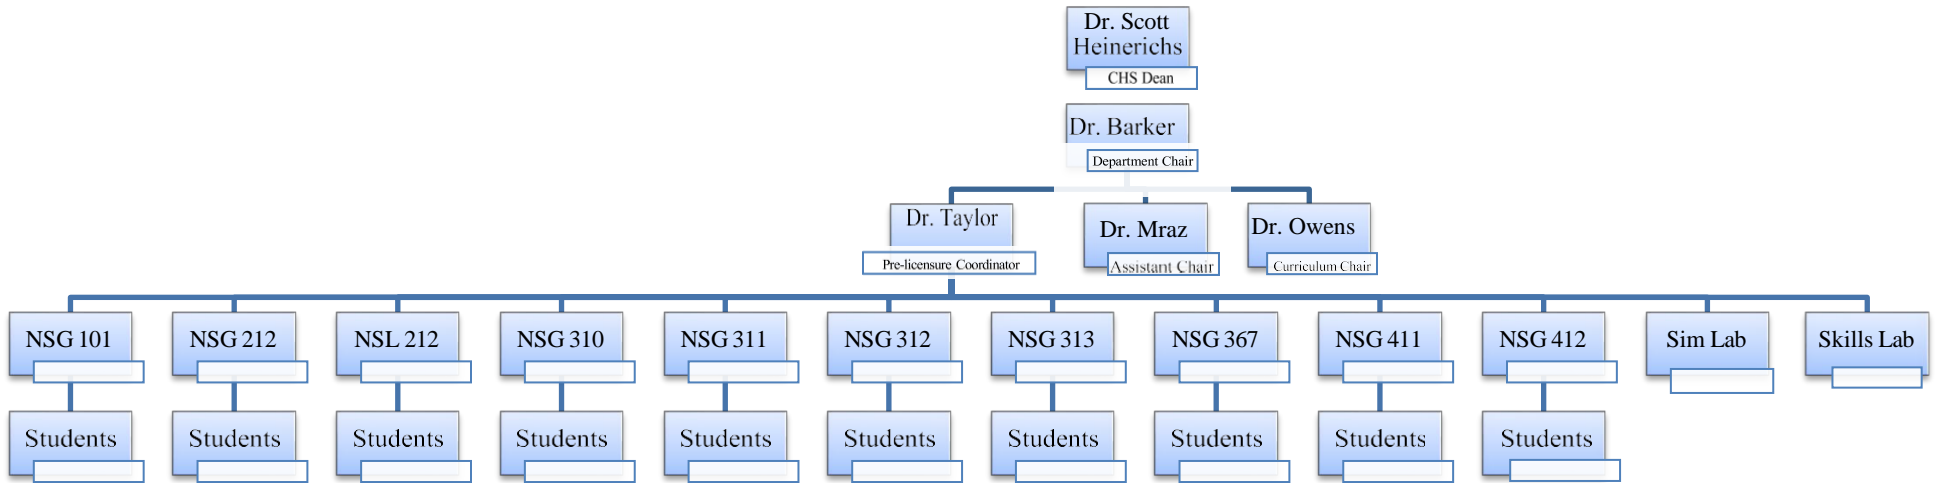 Dr. Scott
Heinerichs
CHS Dean
Dr. Barker
Department Chair
Dr. Taylor
Pre-licensure Coordinator
Dr. Mraz
Assistant Chair
Dr. Owens
Curriculum Chair
NSG 101
NSG 212
NSL 212
NSG 310
NSG 311
NSG 312
NSG 313
NSG 367
NSG 411
NSG 412
Sim Lab
Skills Lab
Students
Students
Students
Students
Students
Students
Students
Students
Students
Students